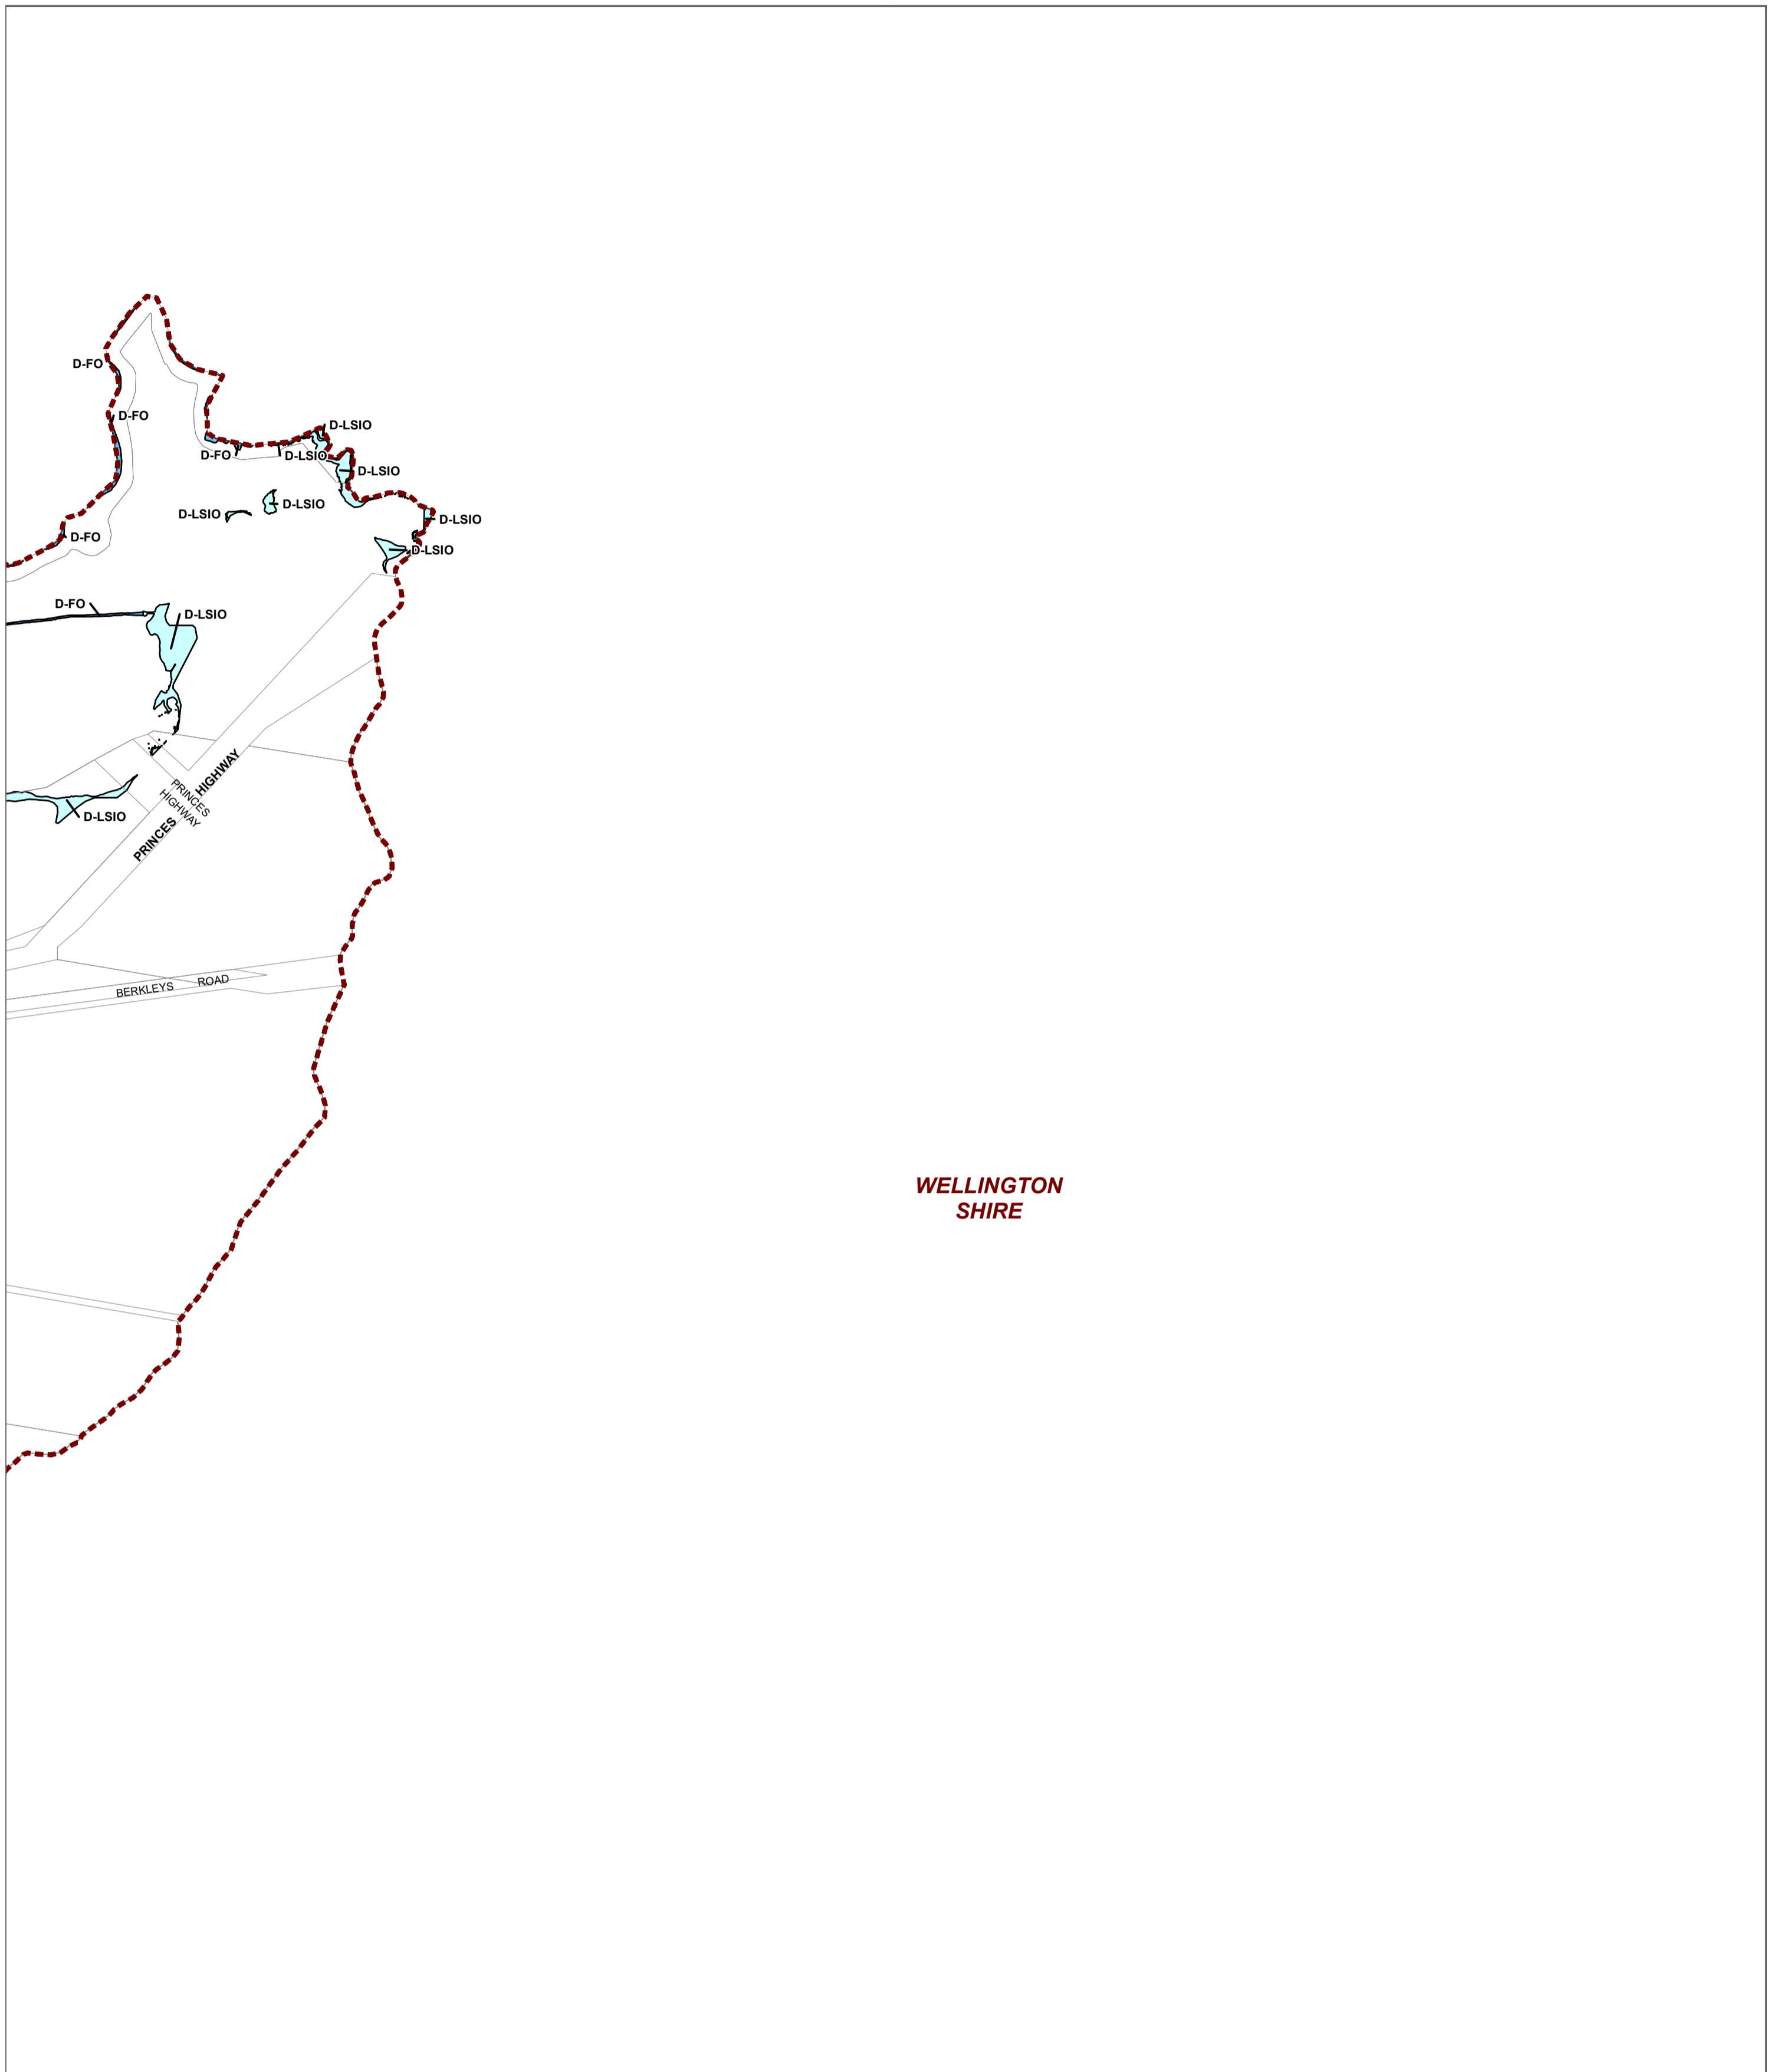 D-FO
D-FO
D-LSIO
D-FO
D-LSIO
D-LSIO
D-LSIO
D-LSIO
D-LSIO
D-FO
D-LSIO
D-FO
D-LSIO
PRINCES HIGHWAY
PRINCES
HIGHWAY
D-LSIO
BERKLEYS ROAD
WELLINGTON
SHIRE